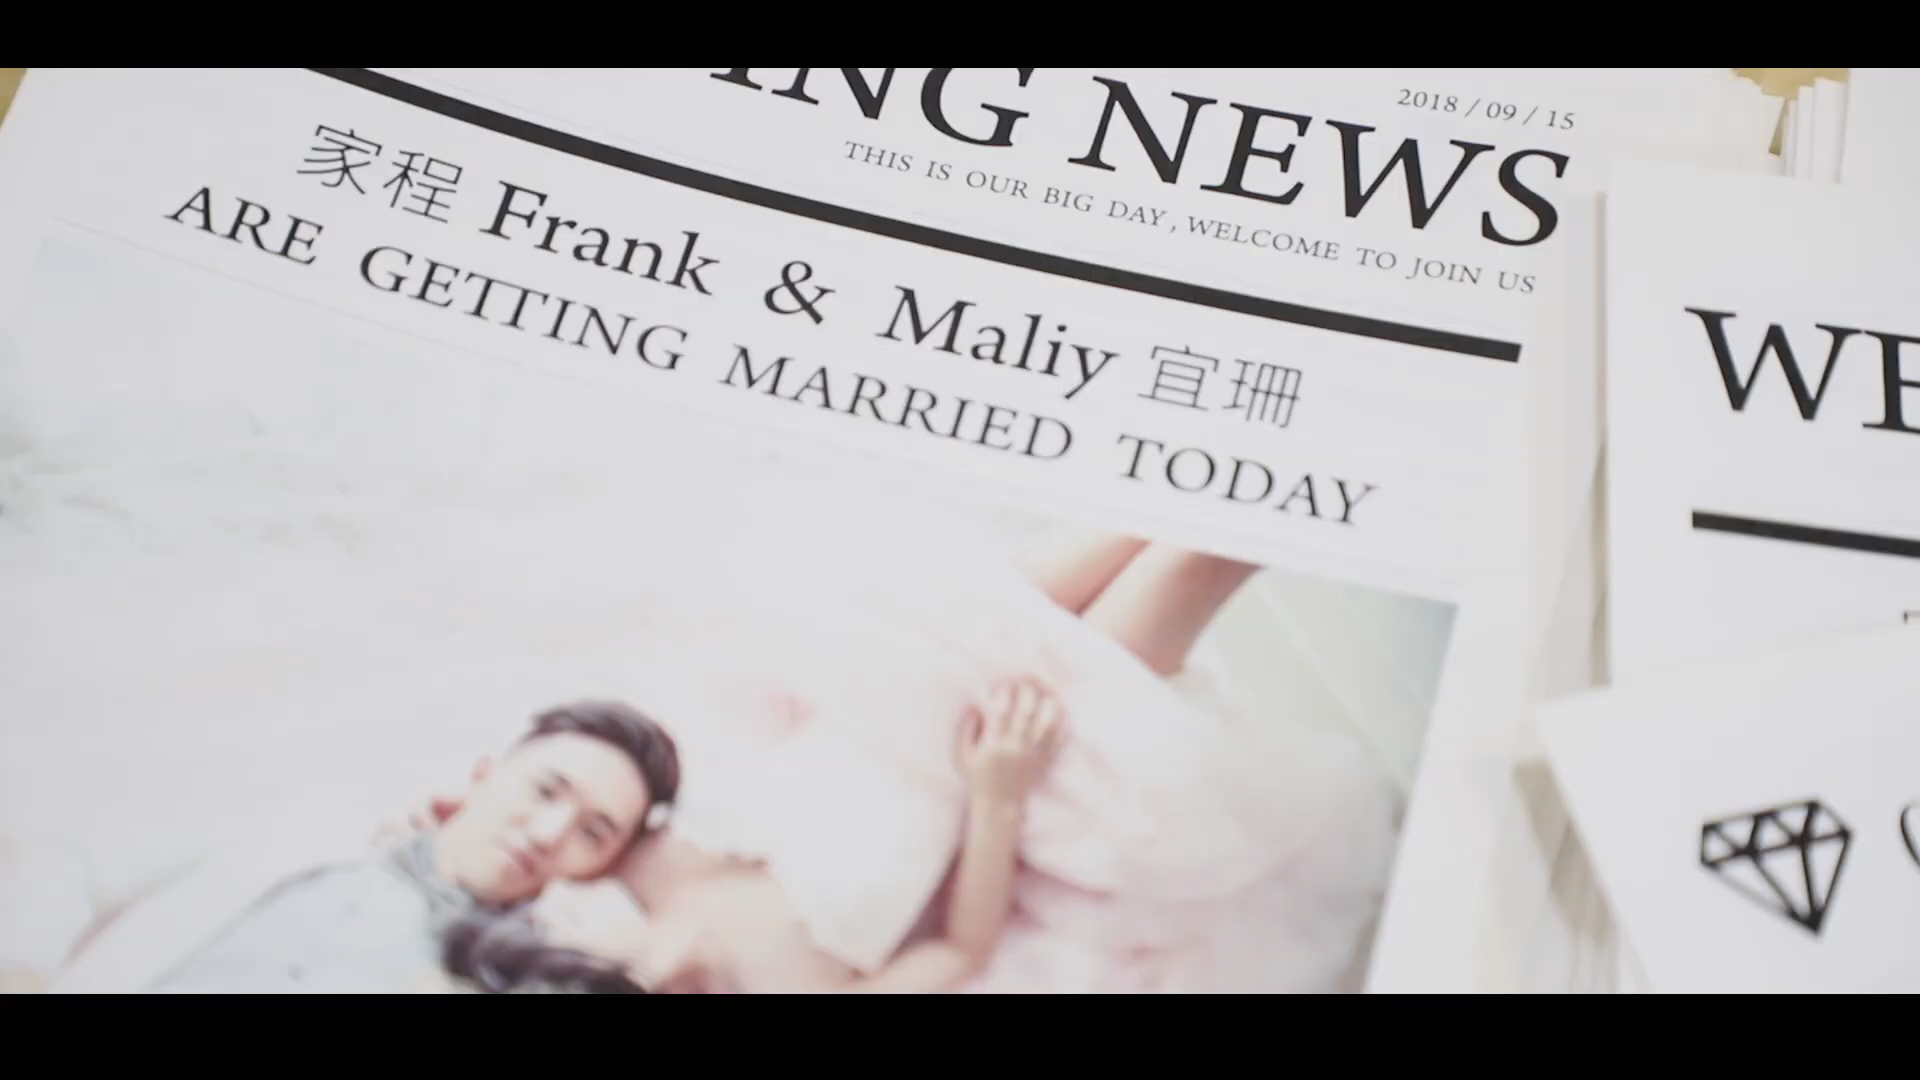 2018 / 09 / 15
NG NEWS
THIS IS OUR BIG DAY, WELCOME TO JOIN US
家程 Frank & Maliy 宜珊
ARE GETTING MARRIED TODAY
WE